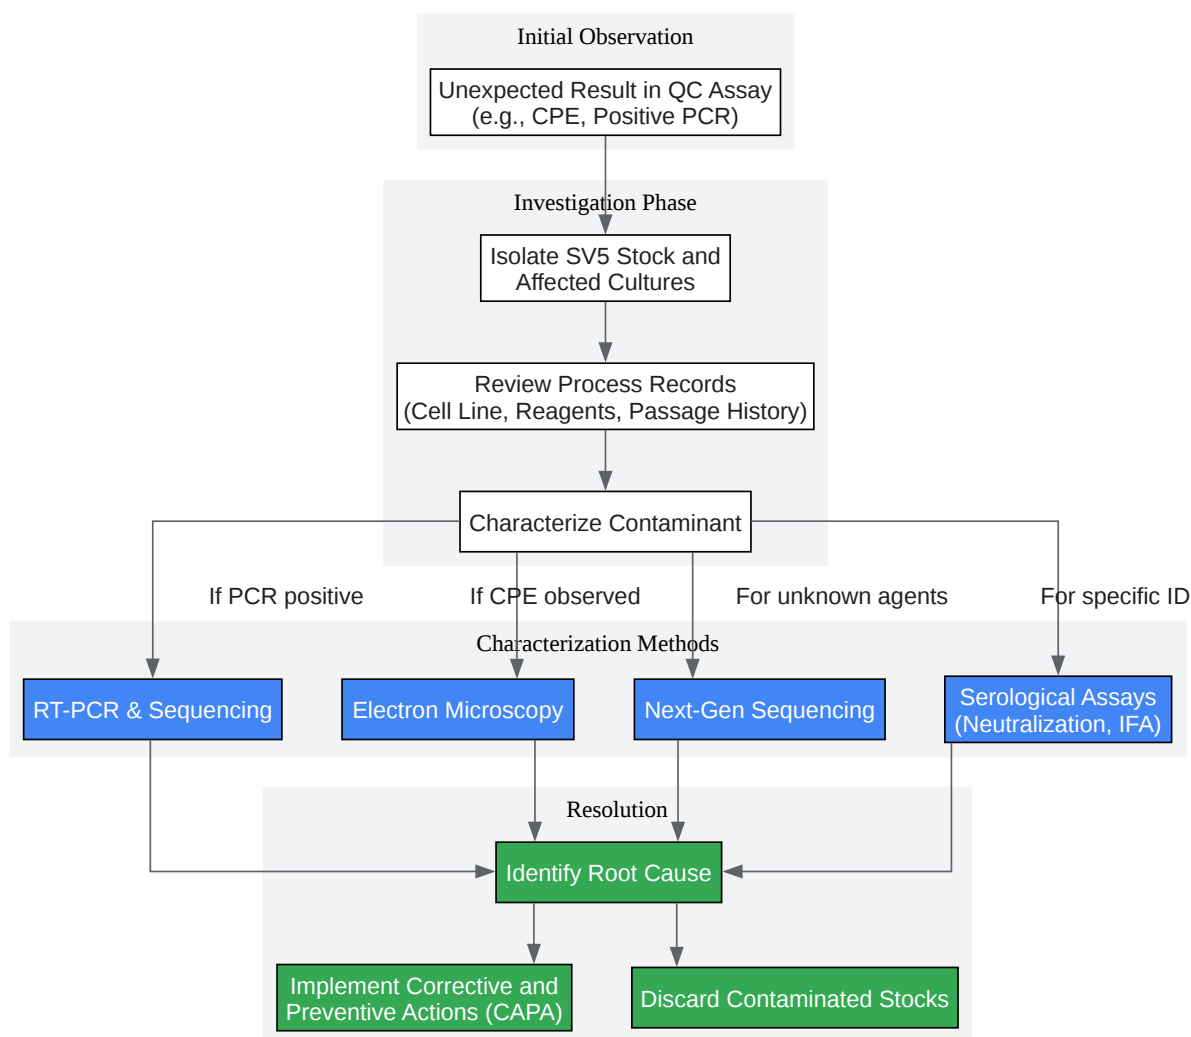 Initial Observation
Unexpected Result in QC Assay
(e.g., CPE, Positive PCR)
Investigation Phase
Isolate SV5 Stock and
Affected Cultures
Review Process Records
(Cell Line, Reagents, Passage History)
Characterize Contaminant
If PCR positive
If CPE observed
For unknown agents
For specific ID
Characterization Methods
RT-PCR & Sequencing
Electron Microscopy
Next-Gen Sequencing
Serological Assays
(Neutralization, IFA)
Resolution
Identify Root Cause
Implement Corrective and
Preventive Actions (CAPA)
Discard Contaminated Stocks